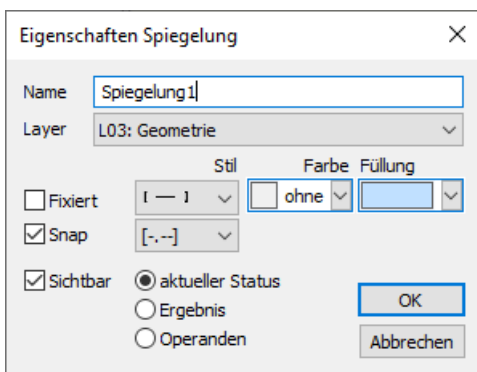 Eigenschaften Spiegelung
Name Spiegelung1
Layer L03: Geometrie
Stil Farbe Füllung
Fixiert [ — ] ohne
Snap [-.--]
Sichtbar aktueller Status
Ergebnis
Operanden
OK
Abbrechen